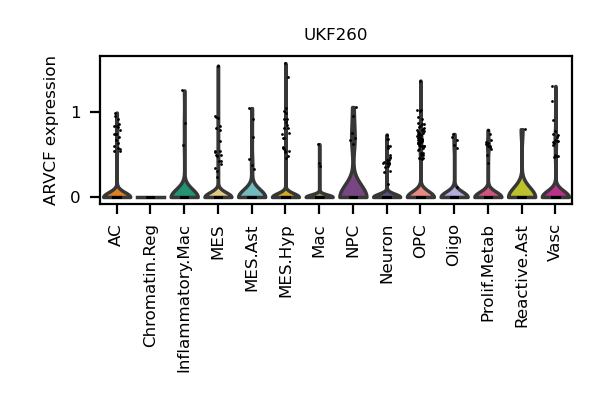 UKF260
ARVCF expression
1
0
AC
Chromatin.Reg
Inflammatory.Mac
MES
MES.Ast
MES.Hyp
Mac
NPC
Neuron
OPC
Oligo
Prolif.Metab
Reactive.Ast
Vasc